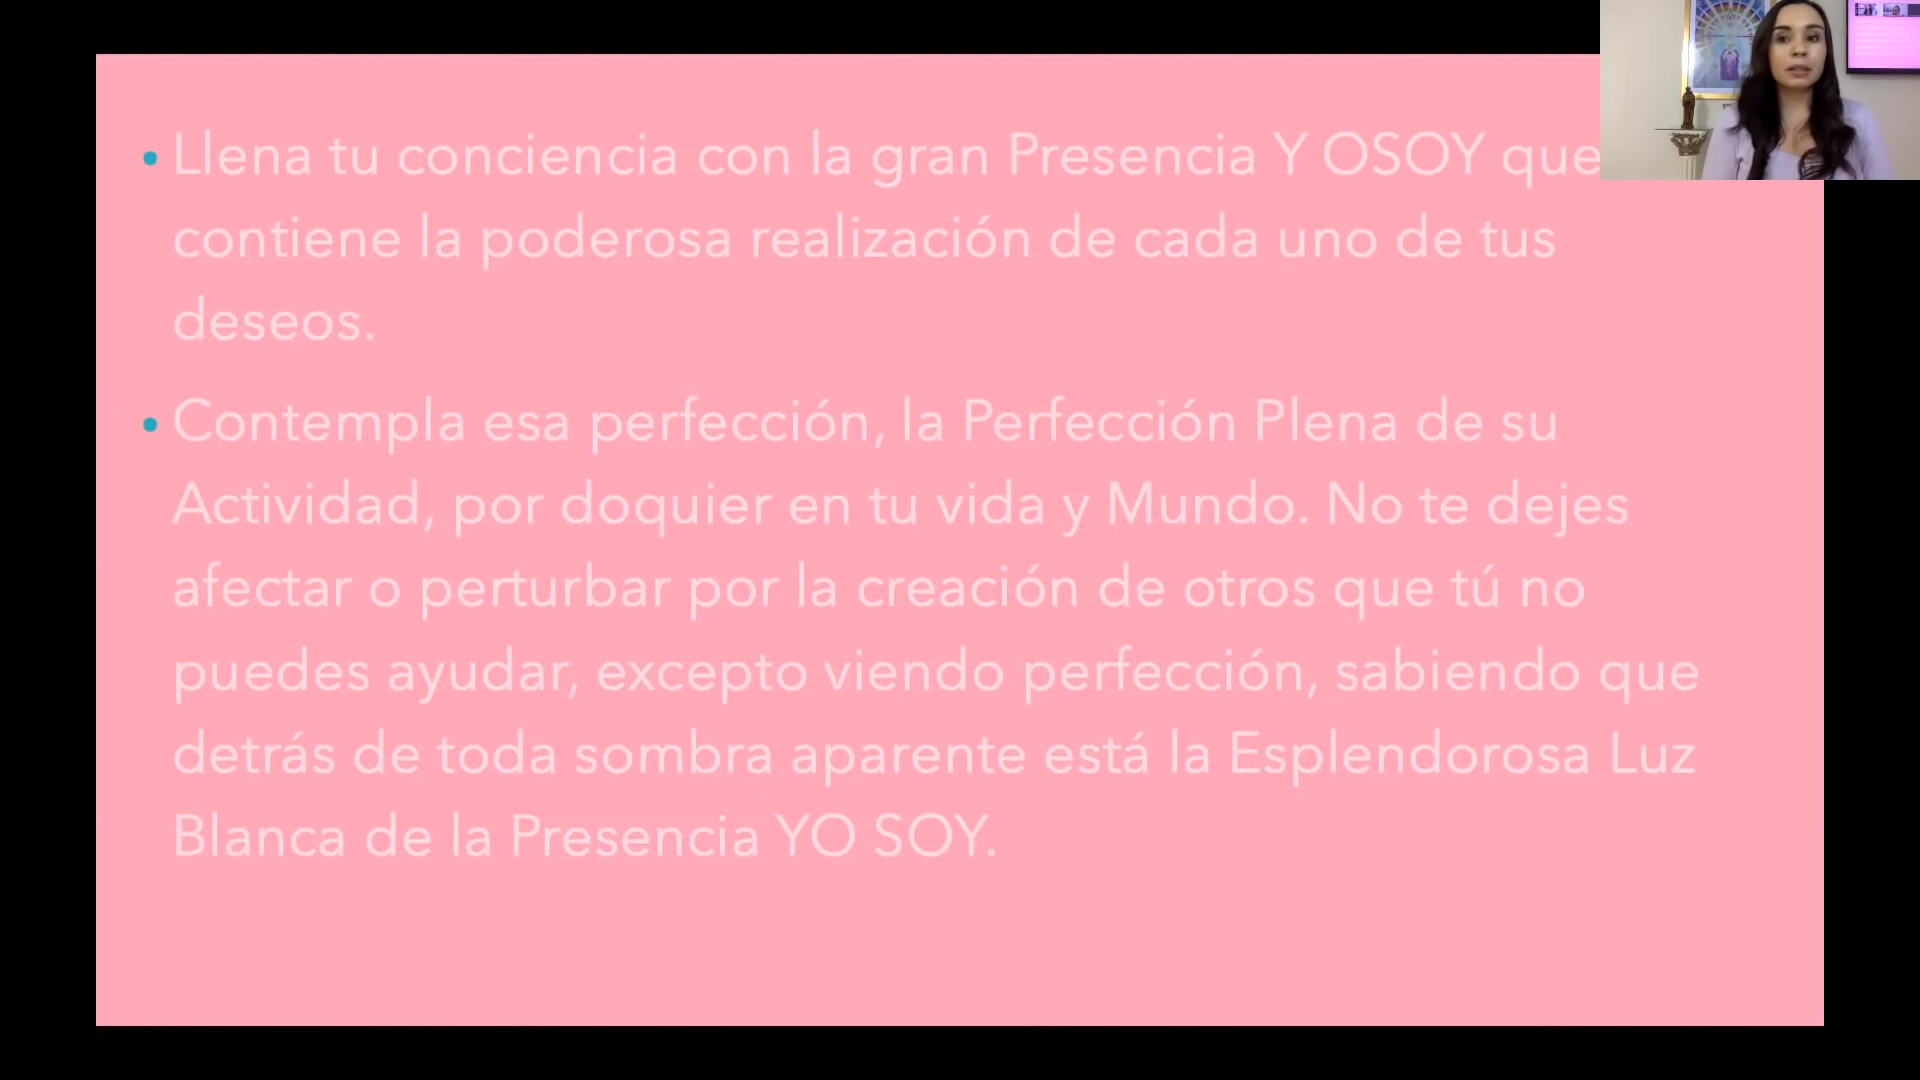 • Llena tu conciencia con la gran Presencia Y OSOY que
contiene la poderosa realización de cada uno de tus
deseos.
• Contempla esa perfección, la Perfección Plena de su
Actividad, por doquier en tu vida y Mundo. No te dejes
afectar o perturbar por la creación de otros que tú no
puedes ayudar, excepto viendo perfección, sabiendo que
detrás de toda sombra aparente está la Esplendorosa Luz
Blanca de la Presencia YO SOY.